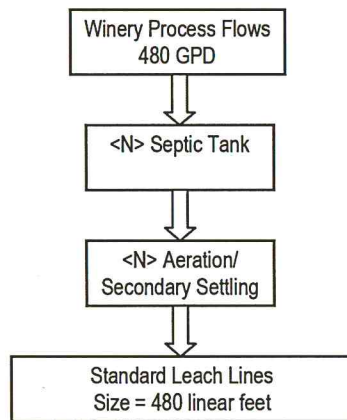 Winery Process Flows
480 GPD
<N> Septic Tank
<N> Aeration/
Secondary Settling
Standard Leach Lines
Size = 480 linear feet